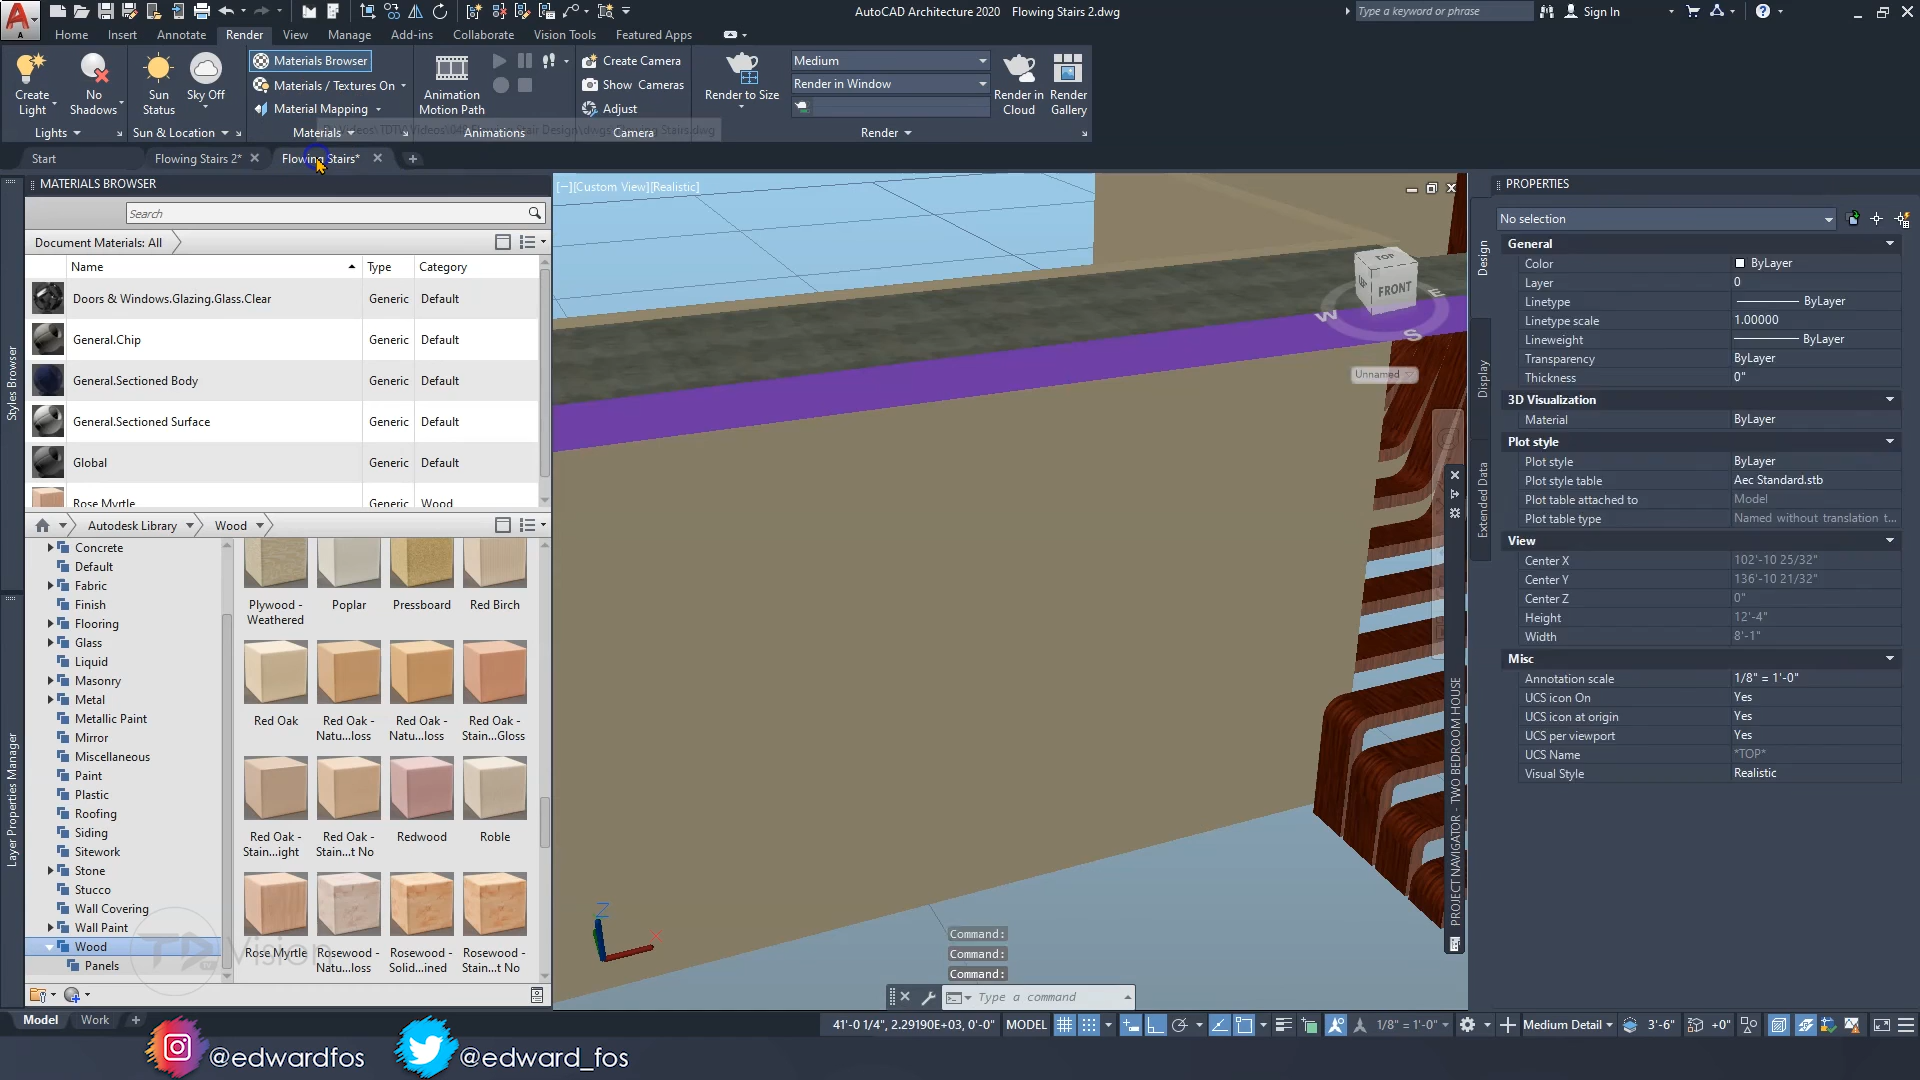 AutoCAD Architecture 2020 Flowing Stairs 2.dwg
Type a keyword or phrase
Sign In
Home Insert Annotate Render View Manage Add-ins Collaborate Vision Tools Featured Apps
Create Light
No Shadows
Sun Status
Sky Off
Materials Browser
Materials / Textures On
Material Mapping
Animation Motion Path
Create Camera
Show Cameras
Adjust
Render to Size
Medium
Render in Window
Render in Cloud
Render Gallery
Lights Sun & Location Materials Animations Camera Render
Start Flowing Stairs 2* Flowing Stairs*
MATERIALS BROWSER
Search
Document Materials: All
Name Type Category
Doors & Windows.Glazing.Glass.Clear Generic Default
General.Chip Generic Default
General.Sectioned Body Generic Default
General.Sectioned Surface Generic Default
Global Generic Default
Rose Myrtle Generic Wood
Autodesk Library Wood
Concrete
Default
Fabric
Finish
Flooring
Glass
Liquid
Masonry
Metal
Metallic Paint
Mirror
Miscellaneous
Paint
Plastic
Roofing
Siding
Sitework
Stone
Stucco
Wall Covering
Wall Paint
Wood
Panels
Plywood - Weathered
Poplar
Pressboard
Red Birch
Red Oak
Red Oak - Natu...loss
Red Oak - Natu...loss
Red Oak - Stain...Gloss
Red Oak - Stain...ight
Red Oak - Stain...t No
Redwood
Roble
Rose Myrtle
Rosewood - Natu...loss
Rosewood - Solid...ined
Rosewood - Stain...t No
Styles Browser
Layer Properties Manager
[−][Custom View][Realistic]
TOP
FRONT
W
S
E
Unnamed
Z
X
Command:
Command:
Command:
Type a command
PROJECT NAVIGATOR - TWO BEDROOM HOUSE
PROPERTIES
No selection
Design
Display
Extended Data
General
Color ByLayer
Layer 0
Linetype ByLayer
Linetype scale 1.00000
Lineweight ByLayer
Transparency ByLayer
Thickness 0"
3D Visualization
Material ByLayer
Plot style
Plot style ByLayer
Plot style table Aec Standard.stb
Plot table attached to Model
Plot table type Named without translation t...
View
Center X 102'-10 25/32"
Center Y 136'-10 21/32"
Center Z 0"
Height 12'-4"
Width 8'-1"
Misc
Annotation scale 1/8" = 1'-0"
UCS icon On Yes
UCS icon at origin Yes
UCS per viewport Yes
UCS Name *TOP*
Visual Style Realistic
Model Work
41'-0 1/4", 2.29190E+03, 0'-0" MODEL
1/8" = 1'-0"
Medium Detail
3'-6"
+0"
@edwardfos @edward_fos